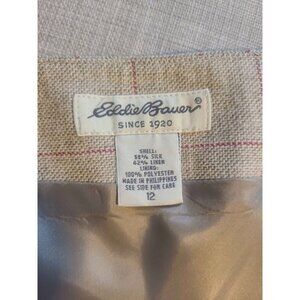 Eddie Bauer®
SINCE 1920
SHELL:
58% SILK
42% LINEN
LINING:
100% POLYESTER
MADE IN PHILIPPINES
SEE SIDE FOR CARE
12